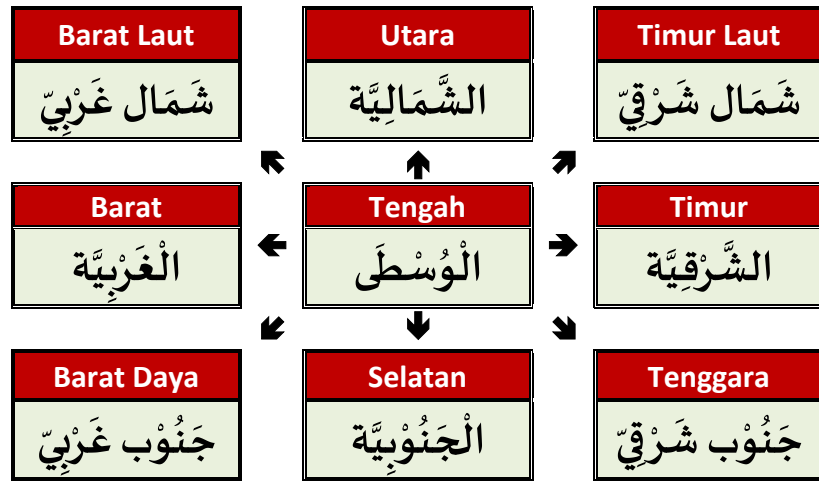 Barat Laut
شَمَال غَرْبِيّ
Utara
الشَّمَالِيَّة
Timur Laut
شَمَال شَرْقِيّ
Barat
الْغَرْبِيَّة
Tengah
الْوُسْطَى
Timur
الشَّرْقِيَّة
Barat Daya
جَنُوْب غَرْبِيّ
Selatan
الْجَنُوْبِيَّة
Tenggara
جَنُوْب شَرْقِيّ